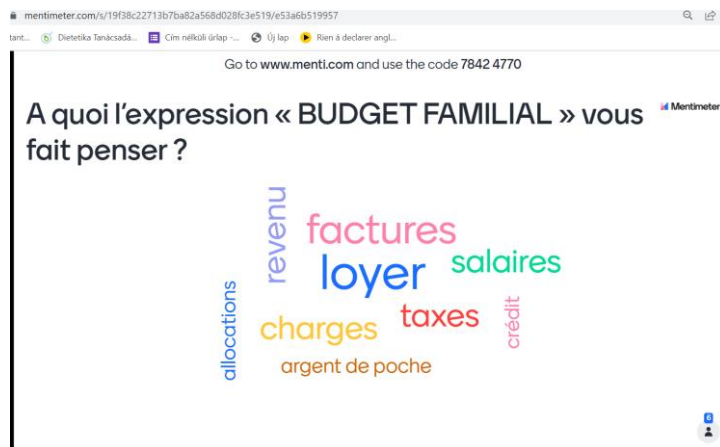 mentimeter.com/s/19f38c22713b7ba82a568d028fc3e519/e53a6b519957
tant... Dietetika Tanácsadá... Cím nélküli űrlap -... Új lap Rien á declarer angl...
Go to www.menti.com and use the code 7842 4770
A quoi l'expression « BUDGET FAMILIAL » vous
fait penser ?
Mentimeter
revenu
factures
loyer
salaires
allocations
charges
taxes
crédit
argent de poche
6